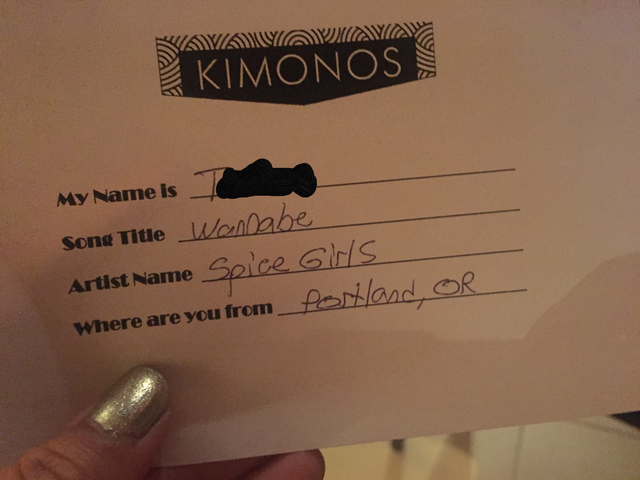 KIMONOS
My Name is
Song Title Wannabe
Artist Name Spice Girls
Where are you from Portland, OR